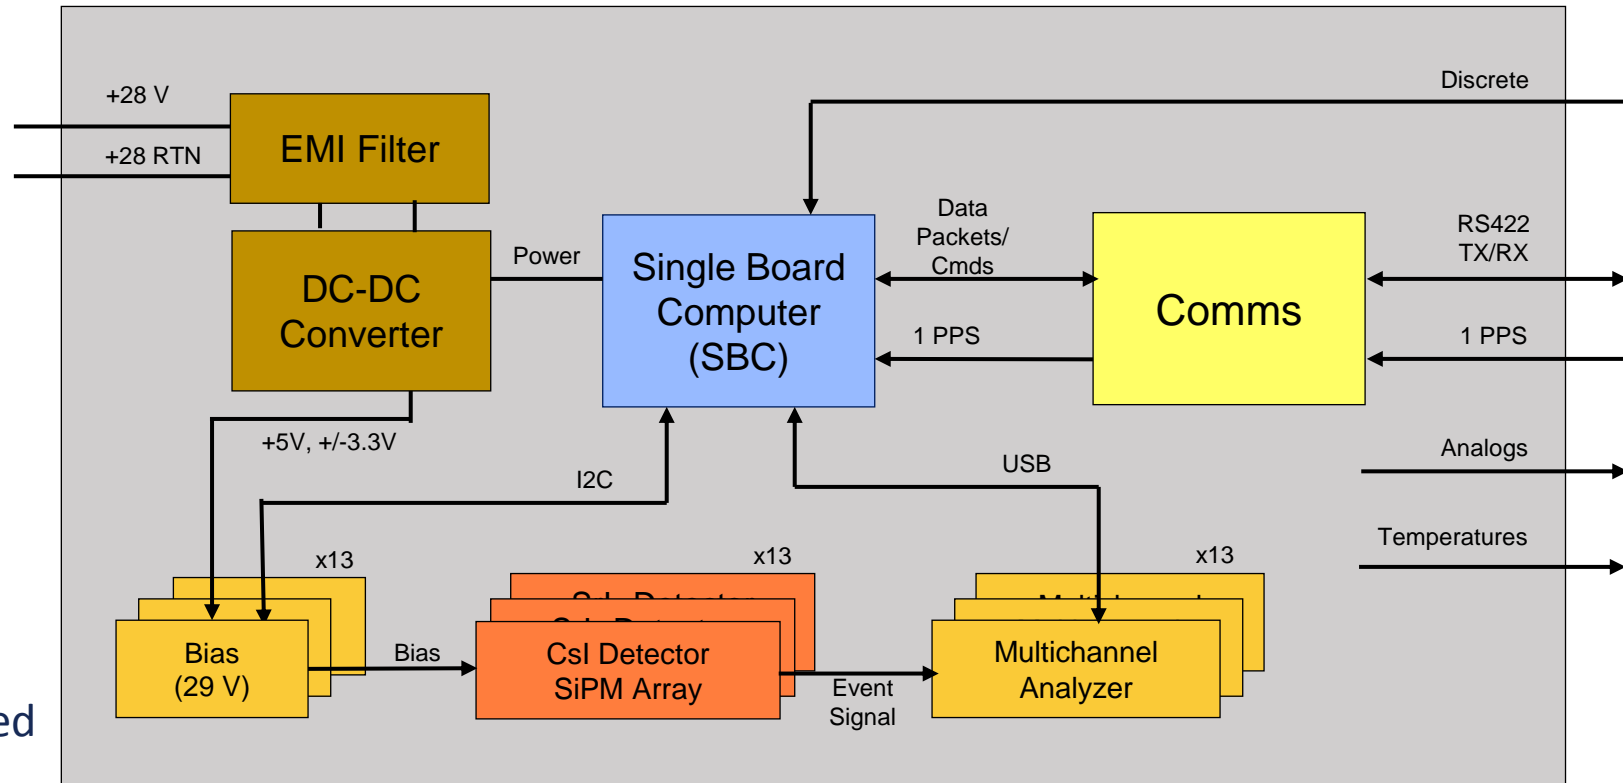 +28 V
+28 RTN
EMI Filter
DC-DC
Converter
Power
Single Board
Computer
(SBC)
Data
Packets/
Cmds
1 PPS
Comms
Discrete
RS422
TX/RX
1 PPS
Analogs
Temperatures
+5V, +/-3.3V
I2C
USB
x13
x13
x13
Bias
(29 V)
Bias
CsI Detector
SiPM Array
Event
Signal
Multichannel
Analyzer
ed